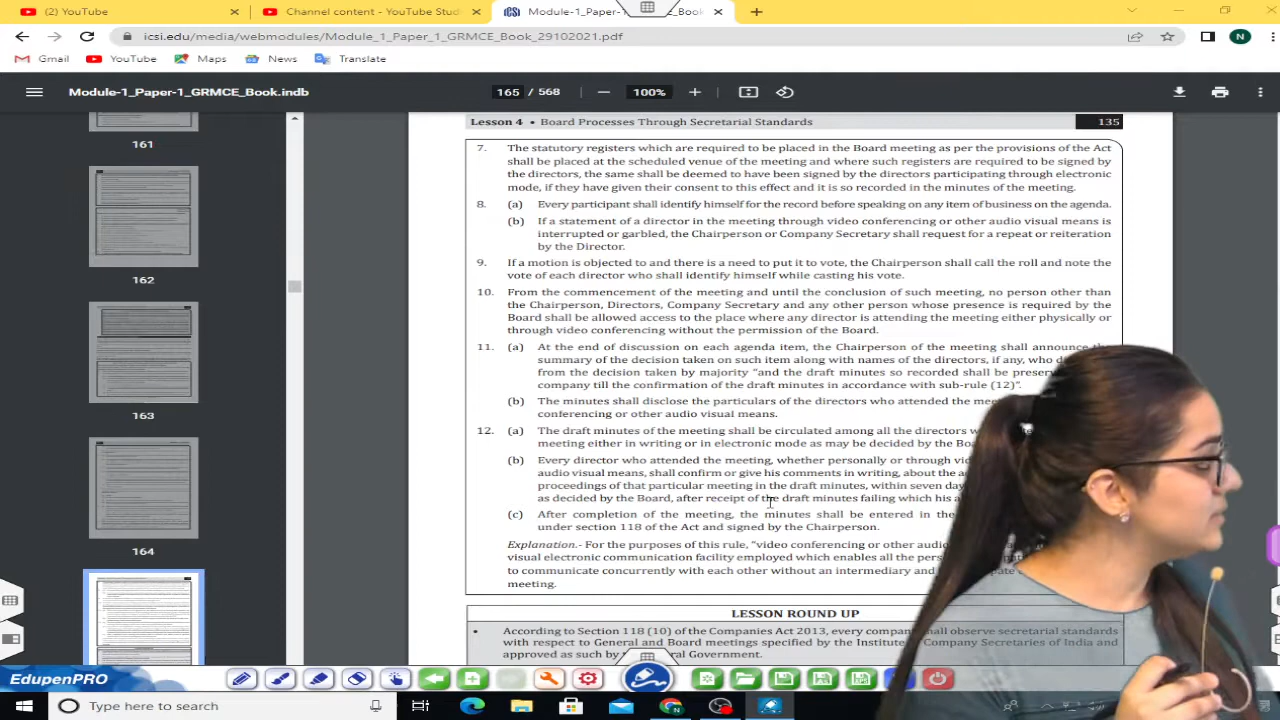 (2) YouTube
Channel content - YouTube Stud
ICSI
Module-1_Paper-1_GRMCE_Book_
icsi.edu/media/webmodules/Module_1_Paper_1_GRMCE_Book_29102021.pdf
N
Gmail
YouTube
Maps
News
Translate
Module-1_Paper-1_GRMCE_Book.indb
165 / 568
100%
161
162
163
164
Lesson 4 • Board Processes Through Secretarial Standards 135
7. The statutory registers which are required to be placed in the Board meeting as per the provisions of the Act
shall be placed at the scheduled venue of the meeting and where such registers are required to be signed by
the directors, the same shall be deemed to have been signed by the directors participating through electronic
mode, if they have given their consent to this effect and it is so recorded in the minutes of the meeting.
8. (a) Every participant shall identify himself for the record before speaking on any item of business on the agenda.
(b) If a statement of a director in the meeting through video conferencing or other audio visual means is
interrupted or garbled, the Chairperson or Company Secretary shall request for a repeat or reiteration
by the Director.
9. If a motion is objected to and there is a need to put it to vote, the Chairperson shall call the roll and note the
vote of each director who shall identify himself while casting his vote.
10. From the commencement of the meeting and until the conclusion of such meeting, no person other than
the Chairperson, Directors, Company Secretary and any other person whose presence is required by the
Board shall be allowed access to the place where any director is attending the meeting either physically or
through video conferencing without the permission of the Board.
11. (a) At the end of discussion on each agenda item, the Chairperson of the meeting shall announce
summary of the decision taken on such item along with names of the directors, if any, who
from the decision taken by majority "and the draft minutes so recorded shall be
company till the confirmation of the draft minutes in accordance with sub-rule (12)".
(b) The minutes shall disclose the particulars of the directors who attended the
conferencing or other audio visual means.
12. (a) The draft minutes of the meeting shall be circulated among all the directors
meeting either in writing or in electronic mode as may be decided by the
(b) Every director who attended the meeting, whether personally or through
audio visual means, shall confirm or give his comments in writing, about the
proceedings of that particular meeting in the draft minutes, within seven
as decided by the Board, after receipt of the draft minutes failing which his
(c) After completion of the meeting, the minutes shall be entered in the
under section 118 of the Act and signed by the Chairperson.
Explanation.- For the purposes of this rule, "video conferencing or other audio
visual electronic communication facility employed which enables all the
to communicate concurrently with each other without an intermediary and
meeting.
LESSON ROUND UP
• According to Section 118 (10) of the Companies Act 2013, every company shall observe secretarial standards
with respect to General and Board meetings specified by the Institute Company Secretaries of India and
approved as such by Government.
EdupenPRO
Type here to search